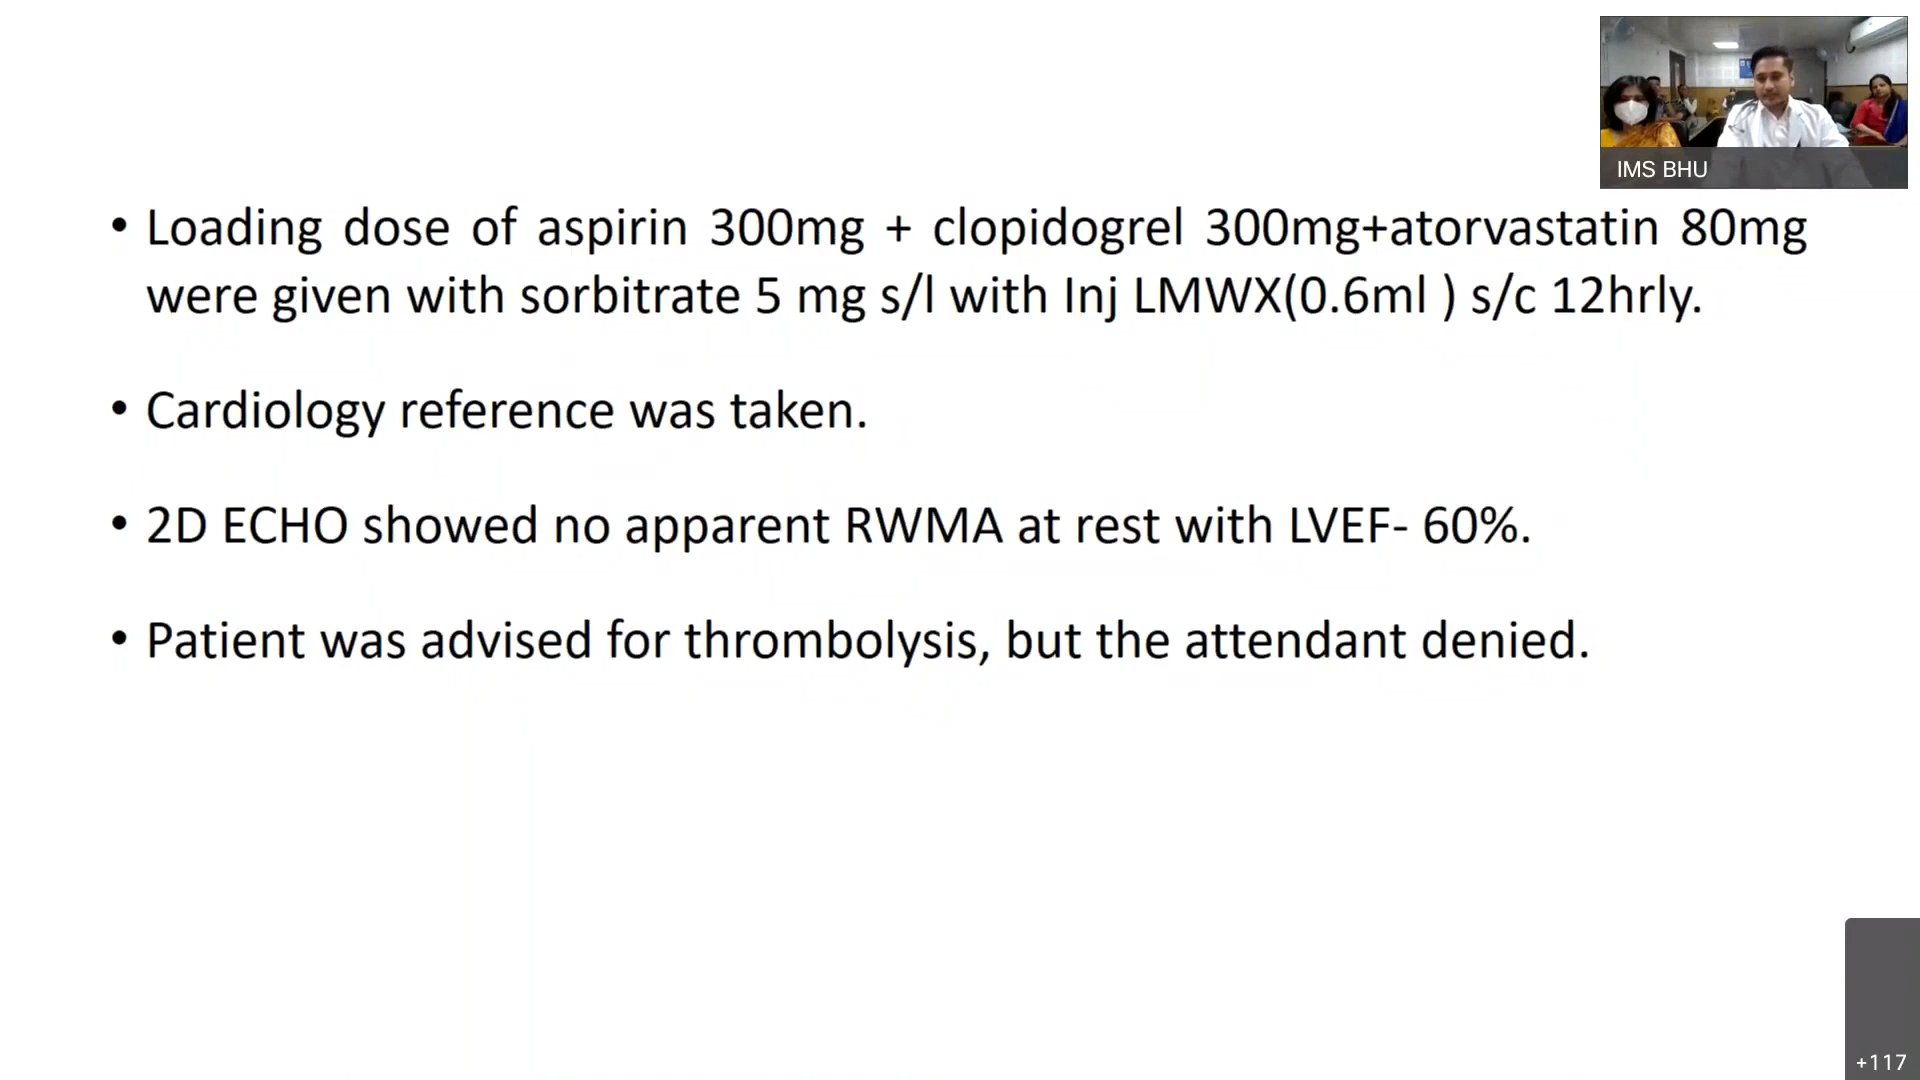 IMS BHU
• Loading dose of aspirin 300mg + clopidogrel 300mg+atorvastatin 80mg
were given with sorbitrate 5 mg s/l with Inj LMWX(0.6ml ) s/c 12hrly.
• Cardiology reference was taken.
• 2D ECHO showed no apparent RWMA at rest with LVEF- 60%.
• Patient was advised for thrombolysis, but the attendant denied.
+117